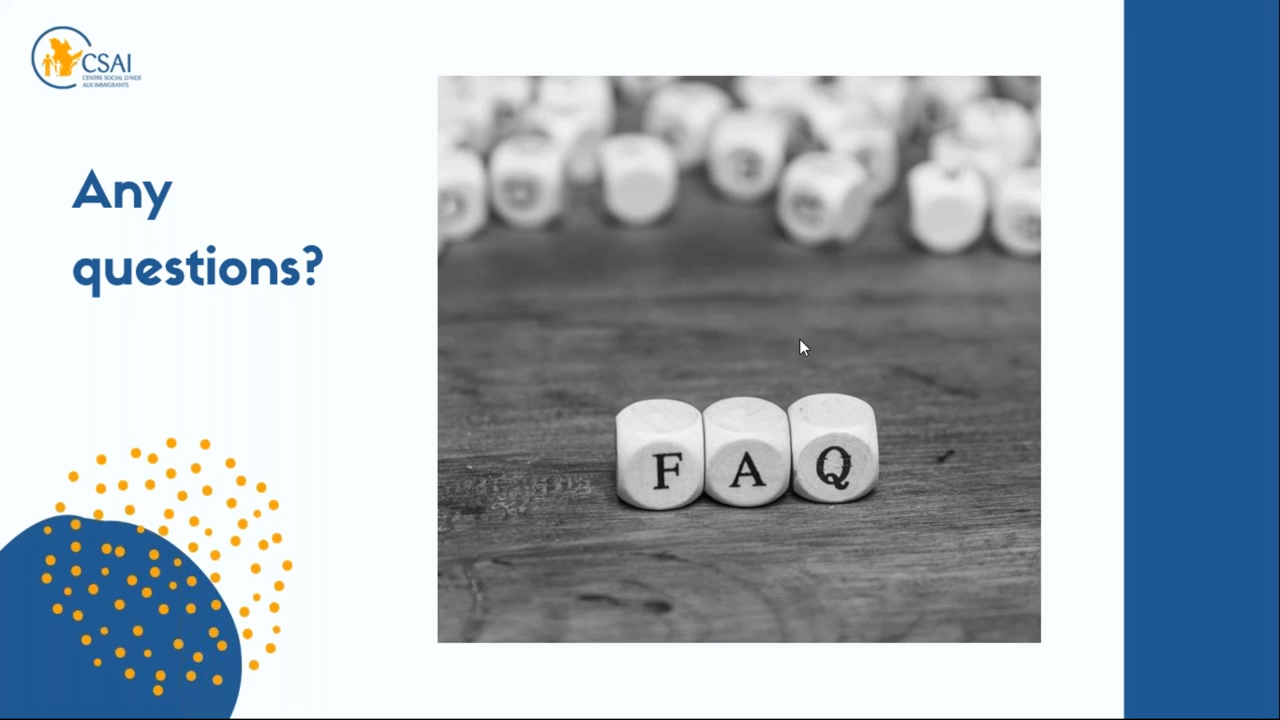 CSAI
CENTRE SOCIAL D'AIDE
AUX IMMIGRANTS
Any
questions?
F A Q